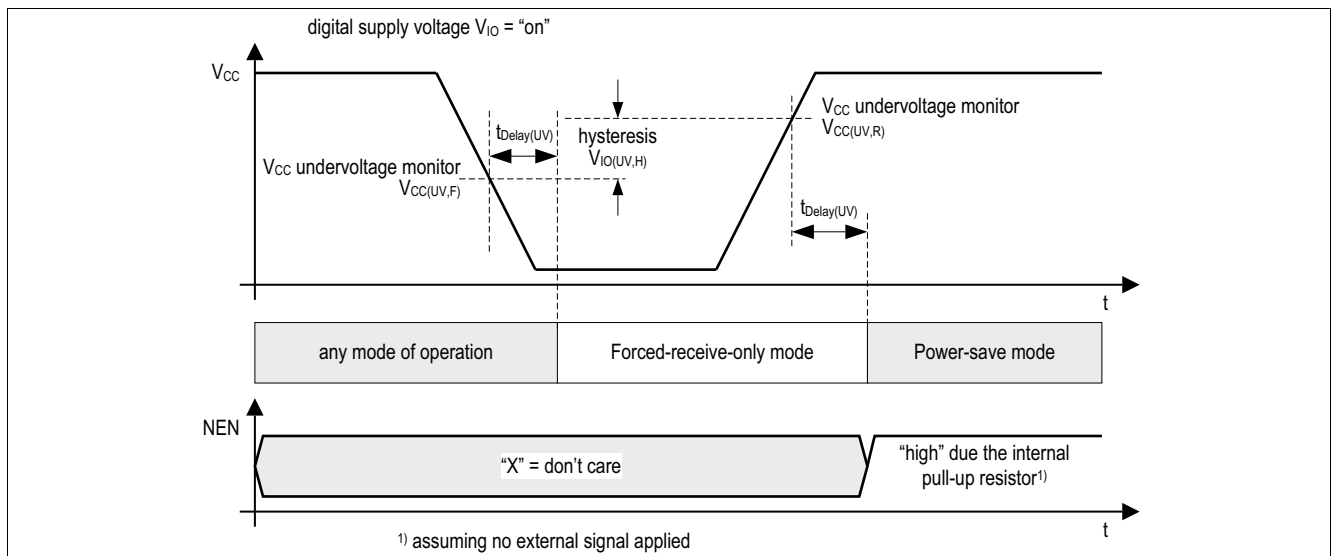 digital supply voltage VIO = “on”
VCC
tDelay(UV)
hysteresis
VIO(UV,H)
VCC undervoltage monitor
VCC(UV,R)
VCC undervoltage monitor
VCC(UV,F)
tDelay(UV)
t
any mode of operation
Forced-receive-only mode
Power-save mode
NEN
“X” = don’t care
“high” due the internal
pull-up resistor1)
t
1) assuming no external signal applied